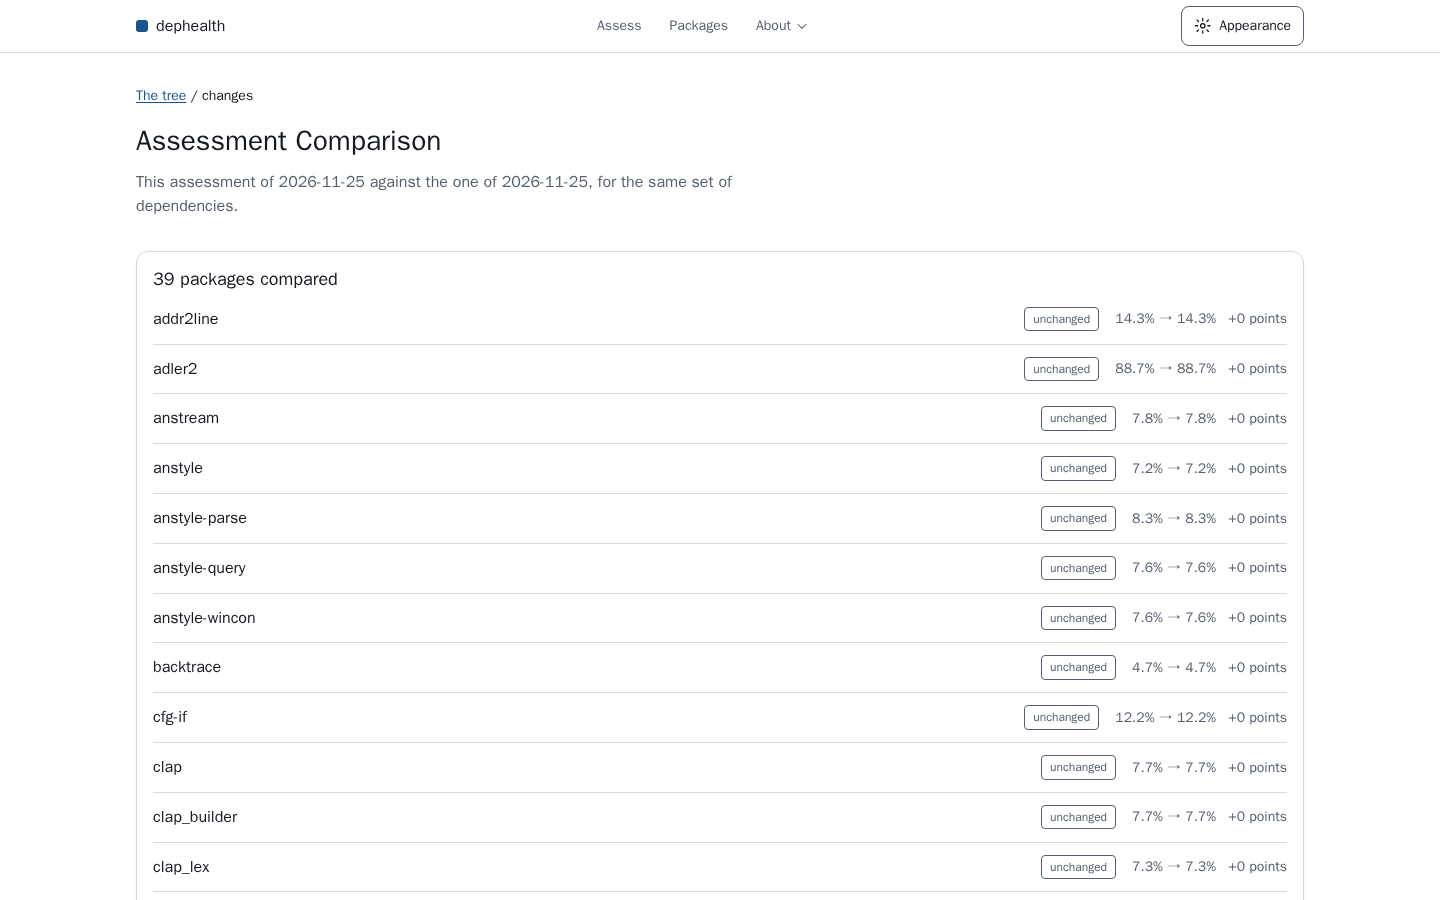 dephealth
Assess
Packages
About
Appearance
The tree / changes
Assessment Comparison
This assessment of 2026-11-25 against the one of 2026-11-25, for the same set of
dependencies.
39 packages compared
addr2line unchanged 14.3% → 14.3% +0 points
adler2 unchanged 88.7% → 88.7% +0 points
anstream unchanged 7.8% → 7.8% +0 points
anstyle unchanged 7.2% → 7.2% +0 points
anstyle-parse unchanged 8.3% → 8.3% +0 points
anstyle-query unchanged 7.6% → 7.6% +0 points
anstyle-wincon unchanged 7.6% → 7.6% +0 points
backtrace unchanged 4.7% → 4.7% +0 points
cfg-if unchanged 12.2% → 12.2% +0 points
clap unchanged 7.7% → 7.7% +0 points
clap_builder unchanged 7.7% → 7.7% +0 points
clap_lex unchanged 7.3% → 7.3% +0 points